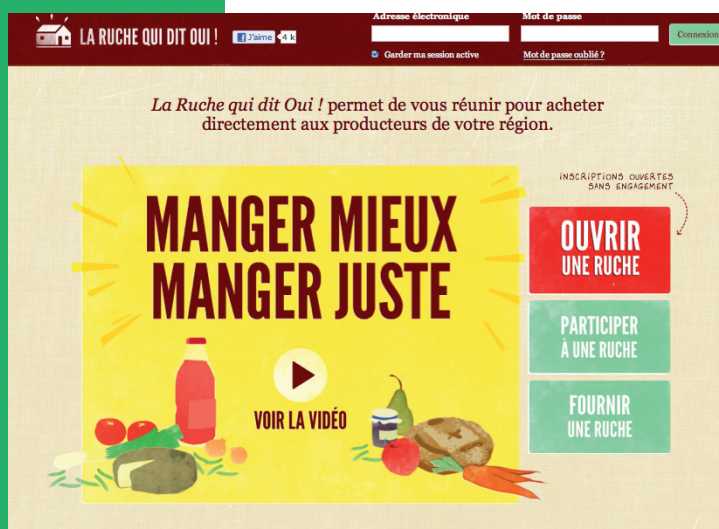 LA RUCHE QUI DIT OUI !
J'aime 4 k
Adresse électronique
Mot de passe
Garder ma session active
Mot de passe oublié ?
Connexion
La Ruche qui dit Oui ! permet de vous réunir pour acheter
directement aux producteurs de votre région.
MANGER MIEUX
MANGER JUSTE
VOIR LA VIDÉO
INSCRIPTIONS OUVERTES
SANS ENGAGEMENT
OUVRIR
UNE RUCHE
PARTICIPER
À UNE RUCHE
FOURNIR
UNE RUCHE